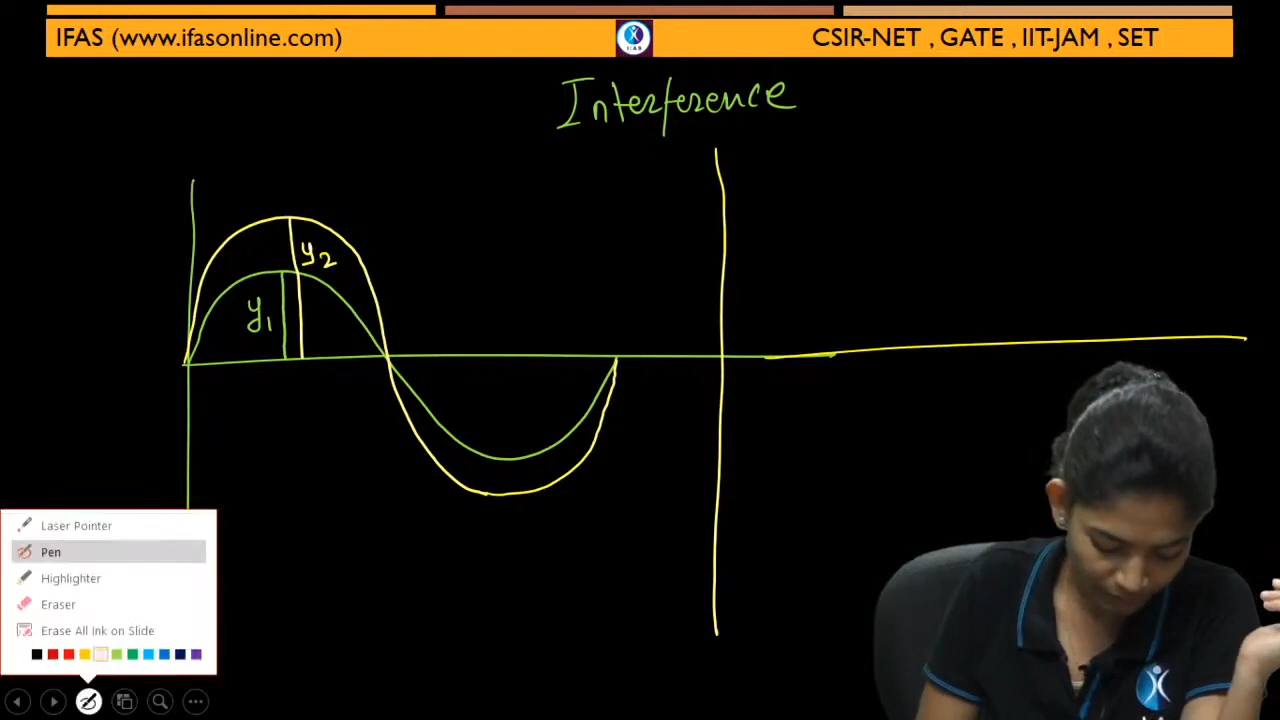 IFAS (www.ifasonline.com)
CSIR-NET , GATE , IIT-JAM , SET
Interference
y2
y1
Laser Pointer
Pen
Highlighter
Eraser
Erase All Ink on Slide